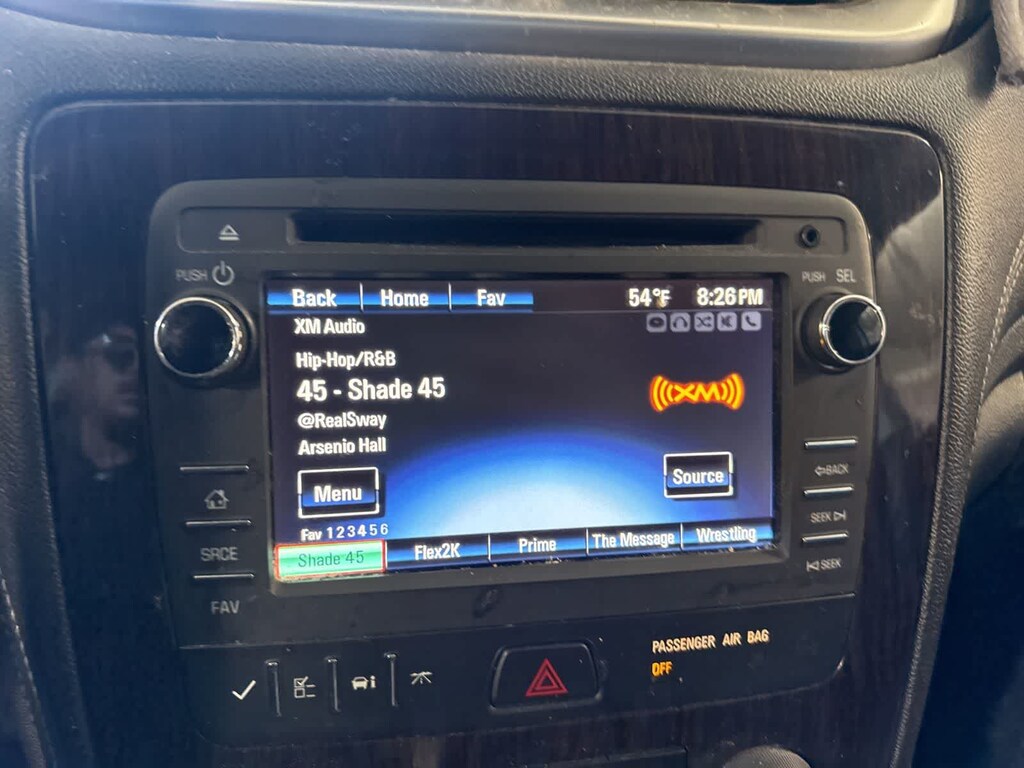 PUSH
PUSH SEL
Back Home Fav 54°F 8:26PM
XM Audio
Hip-Hop/R&B
45 - Shade 45
((XM))
@RealSway
Arsenio Hall
Menu
Source
Fav 1 2 3 4 5 6
Shade 45 Flex2K Prime The Message Wrestling
SRCE
FAV
BACK
SEEK
SEEK
PASSENGER AIR BAG
OFF